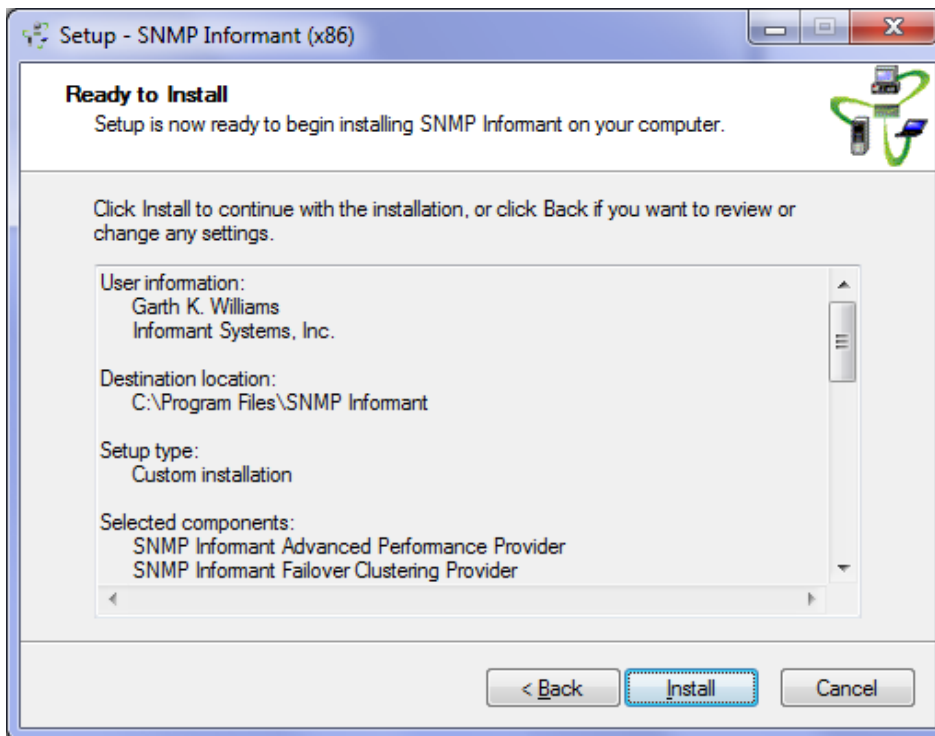 Setup - SNMP Informant (x86)
Ready to Install
Setup is now ready to begin installing SNMP Informant on your computer.
Click Install to continue with the installation, or click Back if you want to review or
change any settings.
User information:
Garth K. Williams
Informant Systems, Inc.
Destination location:
C:\Program Files\SNMP Informant
Setup type:
Custom installation
Selected components:
SNMP Informant Advanced Performance Provider
SNMP Informant Failover Clustering Provider
< Back
Install
Cancel